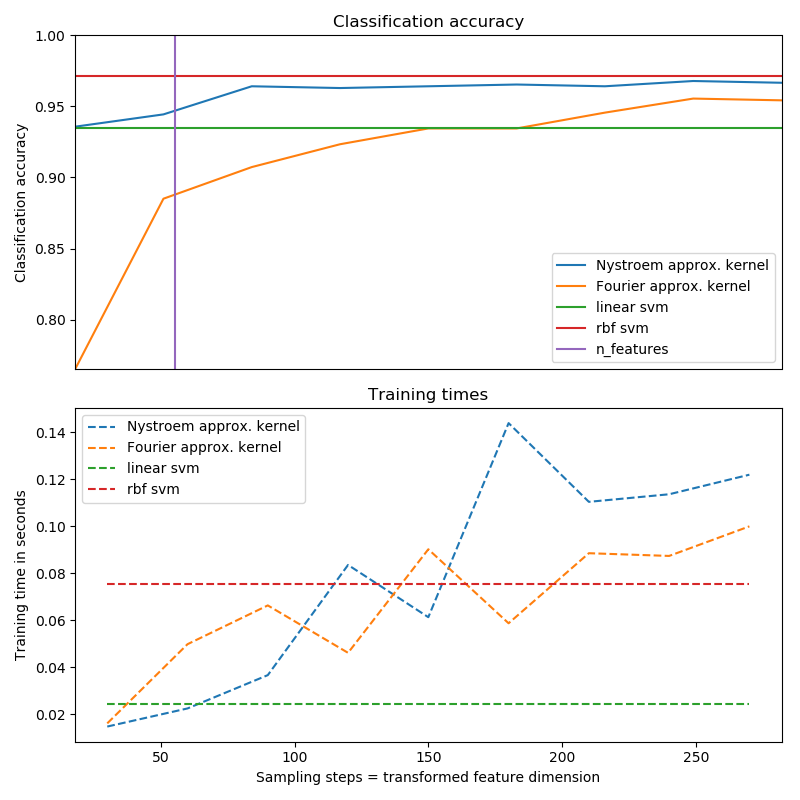 Classification accuracy
1.00
0.95
0.90
0.85
0.80
Classification accuracy
Nystroem approx. kernel
Fourier approx. kernel
linear svm
rbf svm
n_features
Training times
0.14
0.12
0.10
0.08
0.06
0.04
0.02
Training time in seconds
Nystroem approx. kernel
Fourier approx. kernel
linear svm
rbf svm
50 100 150 200 250
Sampling steps = transformed feature dimension